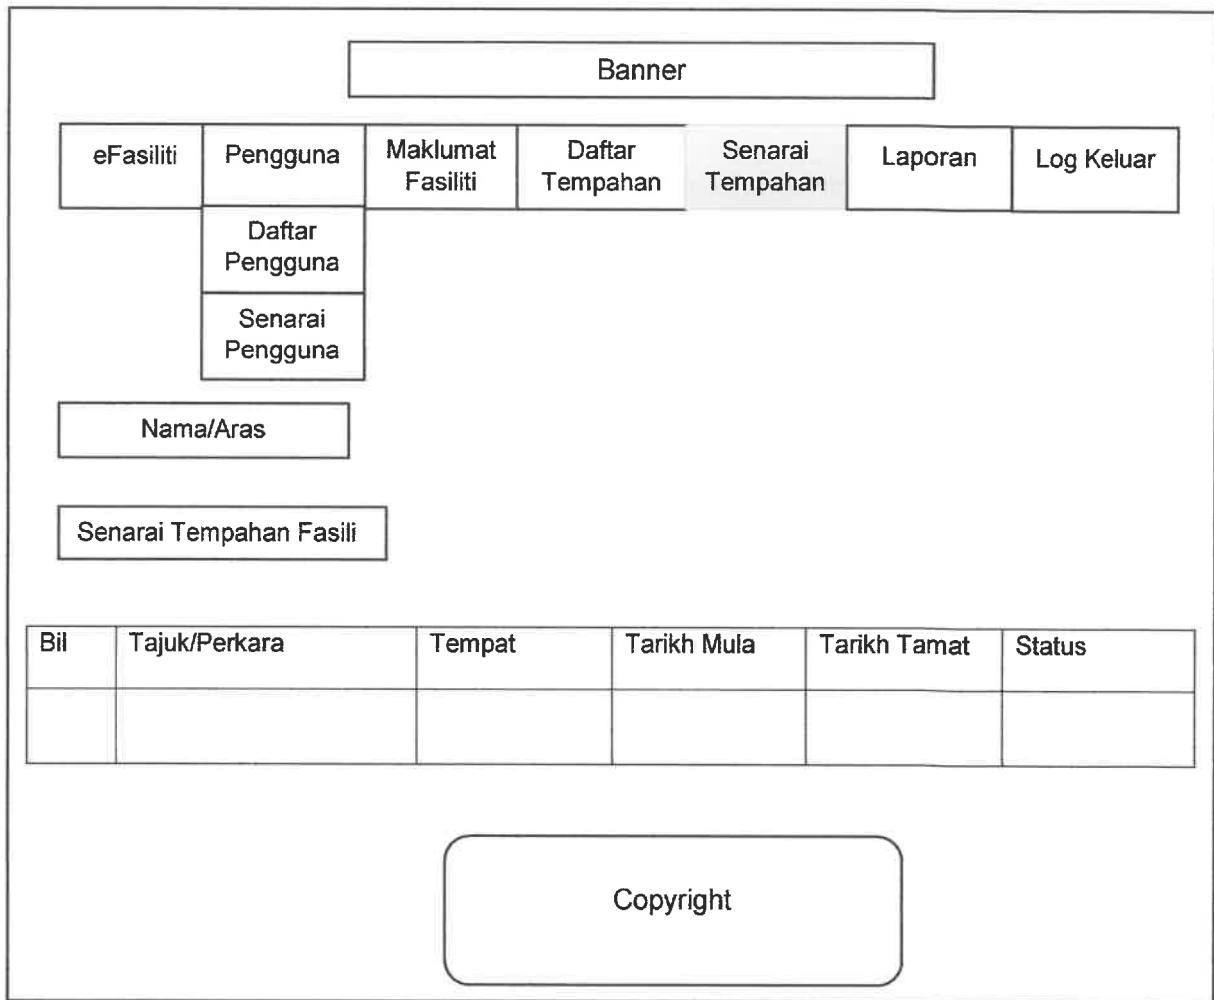 Banner
eFasiliti
Pengguna
Maklumat
Fasiliti
Daftar
Tempahan
Senarai
Tempahan
Laporan
Log Keluar
Daftar
Pengguna
Senarai
Pengguna
Nama/Aras
Senarai Tempahan Fasili
Bil
Tajuk/Perkara
Tempat
Tarikh Mula
Tarikh Tamat
Status
Copyright